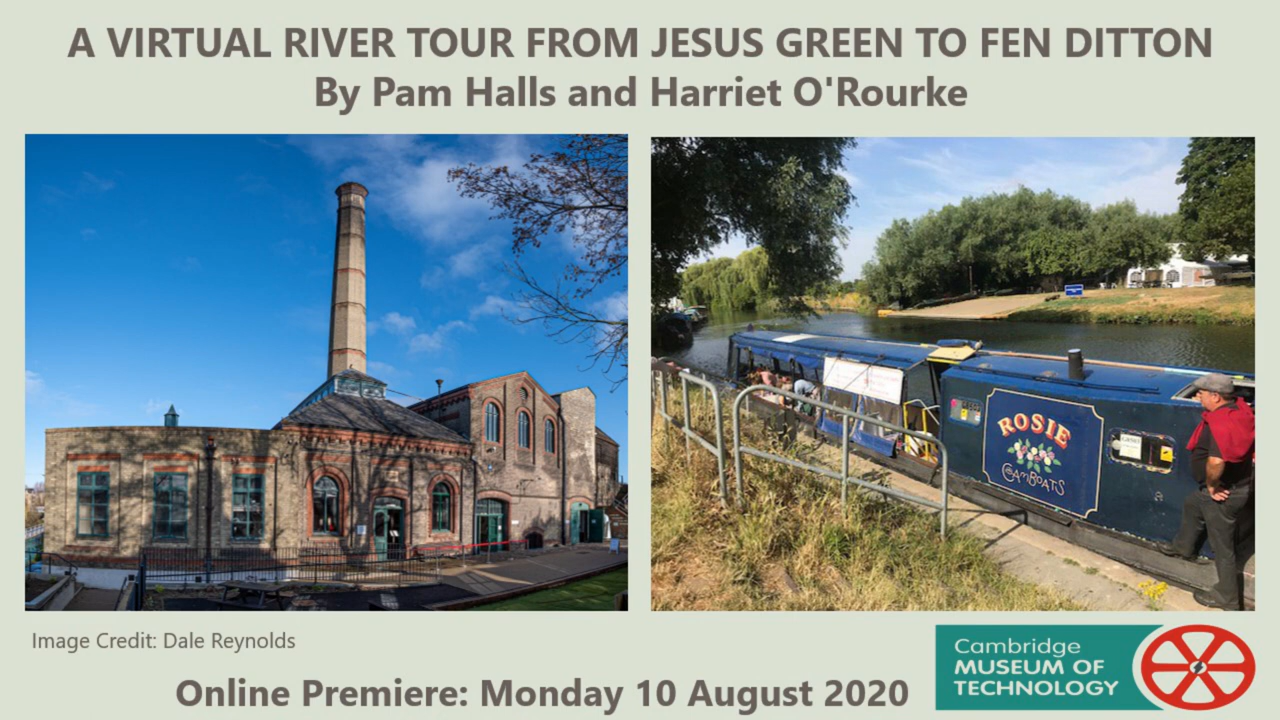 A VIRTUAL RIVER TOUR FROM JESUS GREEN TO FEN DITTON
By Pam Halls and Harriet O'Rourke
ROSIE
CAMBOATS
Image Credit: Dale Reynolds
Cambridge
MUSEUM OF
TECHNOLOGY
Online Premiere: Monday 10 August 2020